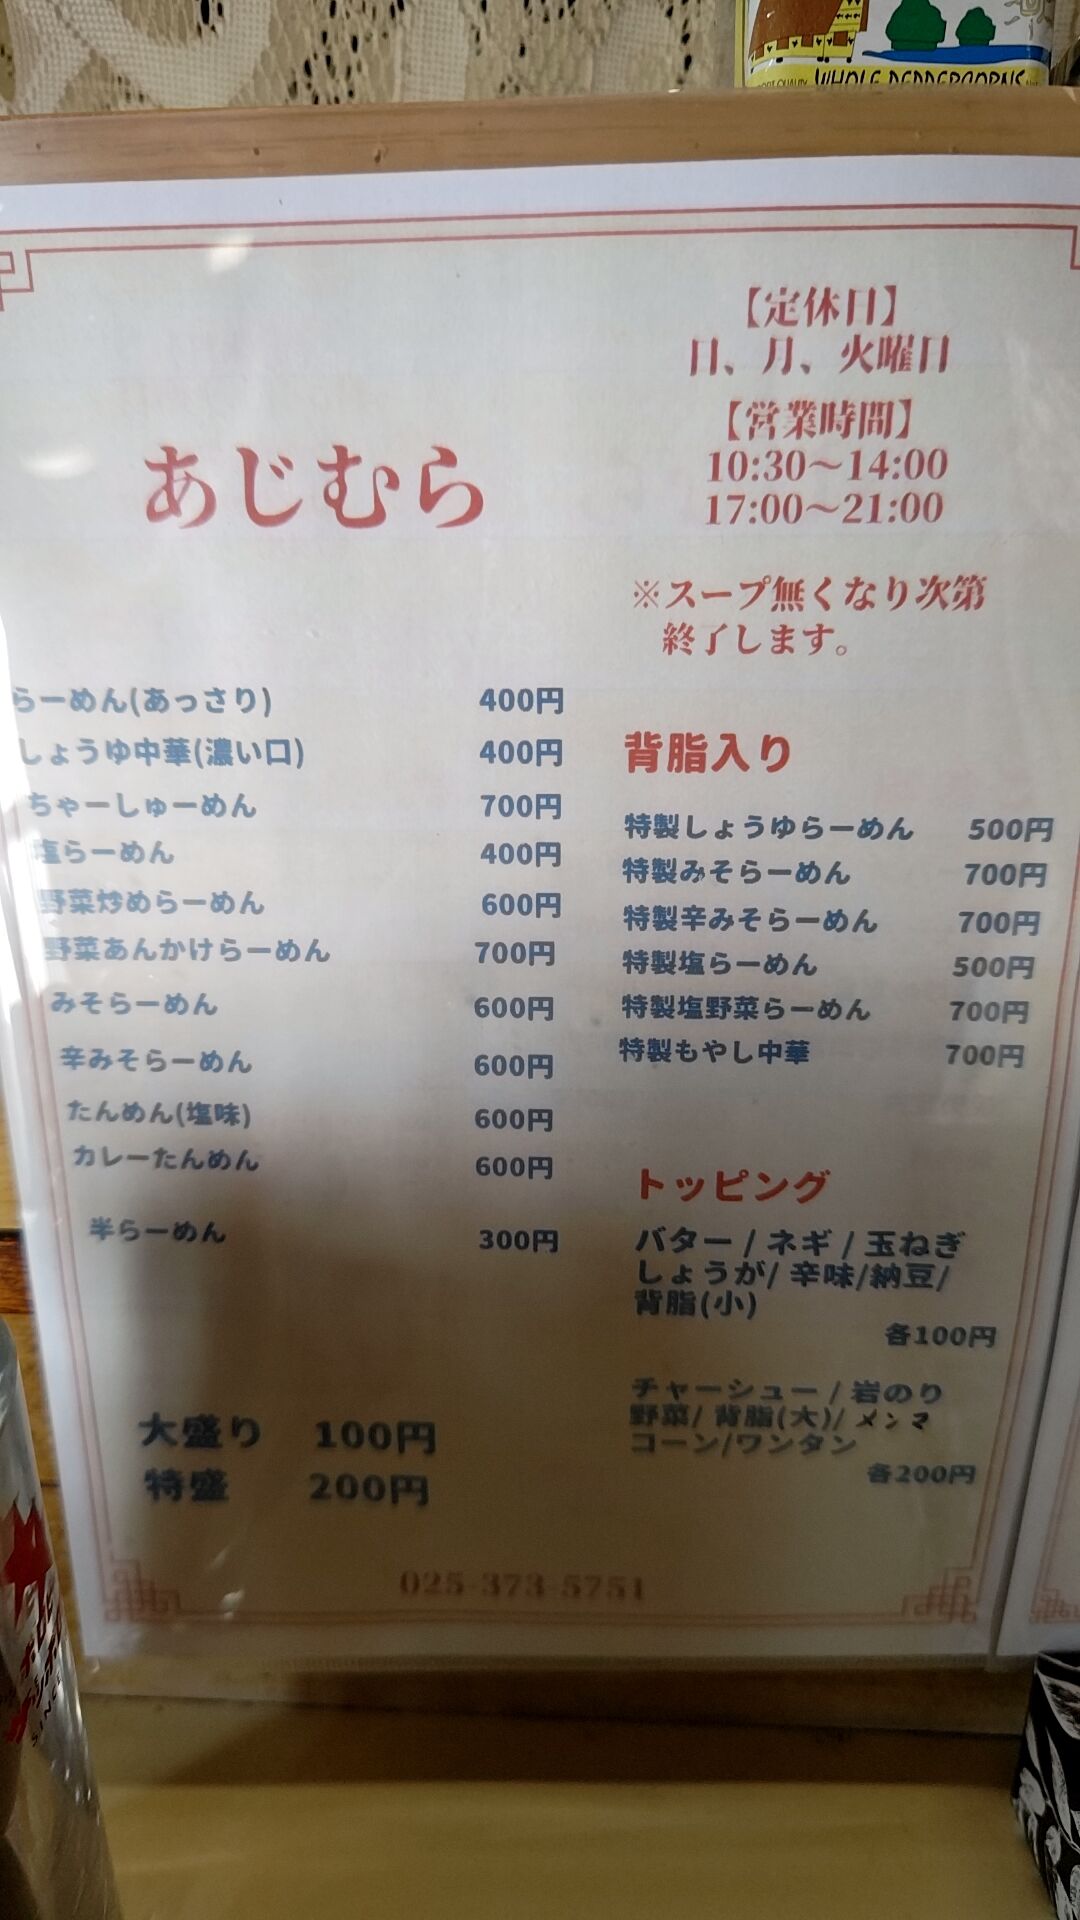 WHOLE PEPPERCORNS
【定休日】
日、月、火曜日
【営業時間】
10:30～14:00
17:00～21:00
あじむら
※スープ無くなり次第
終了します。
らーめん(あっさり) 400円
しょうゆ中華(濃い口) 400円
ちゃーしゅーめん 700円
塩らーめん 400円
野菜炒めらーめん 600円
野菜あんかけらーめん 700円
みそらーめん 600円
辛みそらーめん 600円
たんめん(塩味) 600円
カレーたんめん 600円
半らーめん 300円
大盛り 100円
特盛 200円
背脂入り
特製しょうゆらーめん 500円
特製みそらーめん 700円
特製辛みそらーめん 700円
特製塩らーめん 500円
特製塩野菜らーめん 700円
特製もやし中華 700円
トッピング
バター / ネギ / 玉ねぎ
しょうが/ 辛味/納豆/
背脂(小)
各100円
チャーシュー / 岩のり
野菜/ 背脂(大)/ メンマ
コーン/ワンタン
各200円
025-373-5751
SINCE